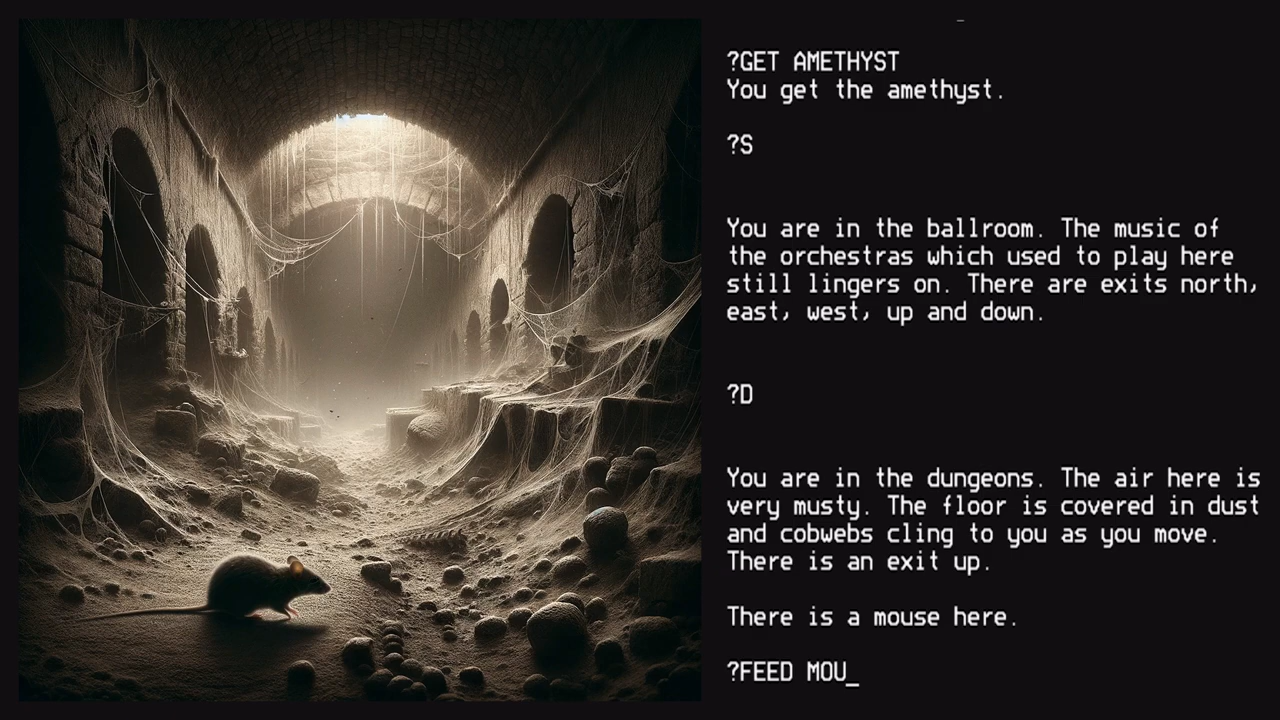 ?GET AMETHYST
You get the amethyst.
?S
You are in the ballroom. The music of
the orchestras which used to play here
still lingers on. There are exits north,
east, west, up and down.
?D
You are in the dungeons. The air here is
very musty. The floor is covered in dust
and cobwebs cling to you as you move.
There is an exit up.
There is a mouse here.
?FEED MOU_